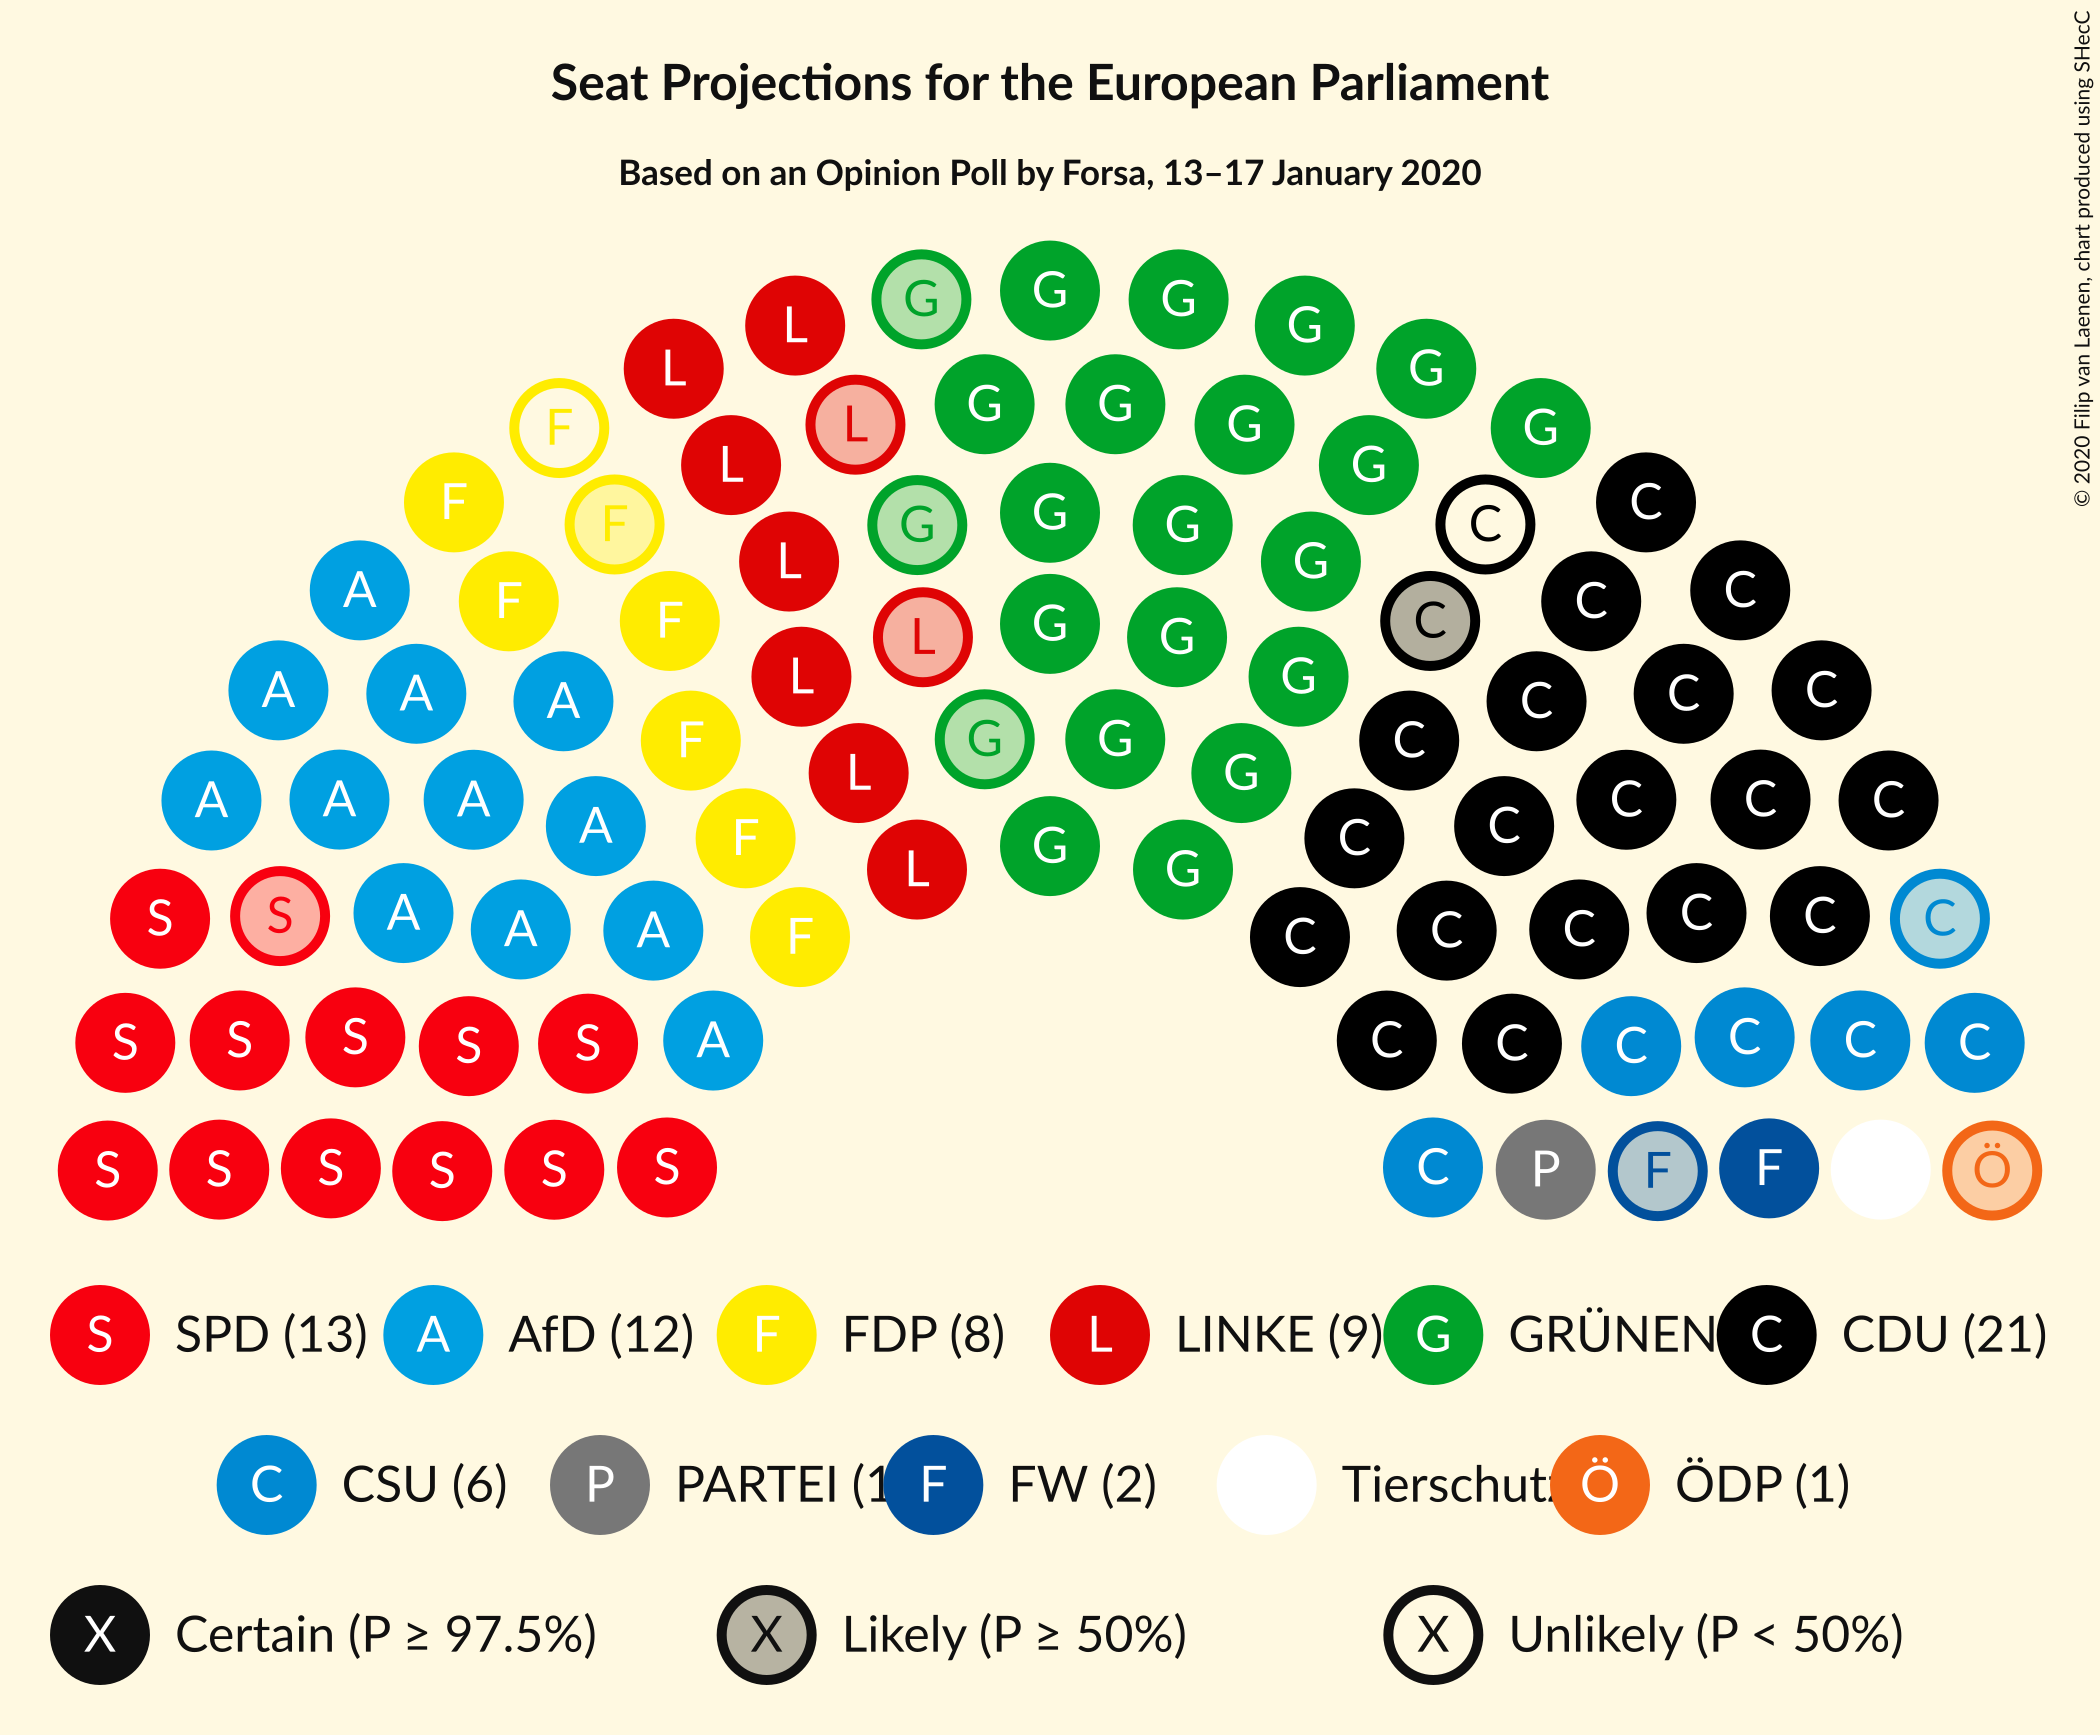 Seat Projections for the European Parliament
Based on an Opinion Poll by Forsa, 13–17 January 2020
© 2020 Filip van Laenen, chart produced using SHecC
G G G G
L L G G
L G G G
F L G G
F F L G G G C C
F L G G G C
A F F L L G G G C C C
A A A F L G G G C C C C
A A A A F L G G C C C C C
S S A A A F L G G C C C C C C
S S S S S A C C C C C C
S S S S S S C P F F Ö
S SPD (13) A AfD (12) F FDP (8) L LINKE (9) G GRÜNEN C CDU (21)
C CSU (6) P PARTEI (1 F FW (2) Tierschutz Ö ÖDP (1)
X Certain (P ≥ 97.5%) X Likely (P ≥ 50%) X Unlikely (P < 50%)